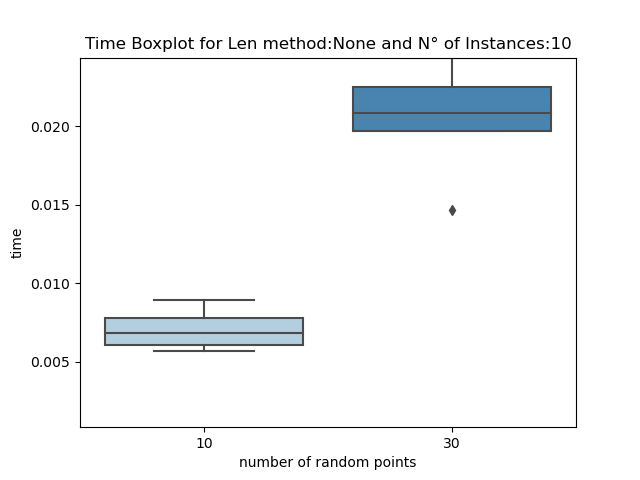 Time Boxplot for Len method:None and N° of Instances:10
0.020
0.015
0.010
0.005
time
10
30
number of random points